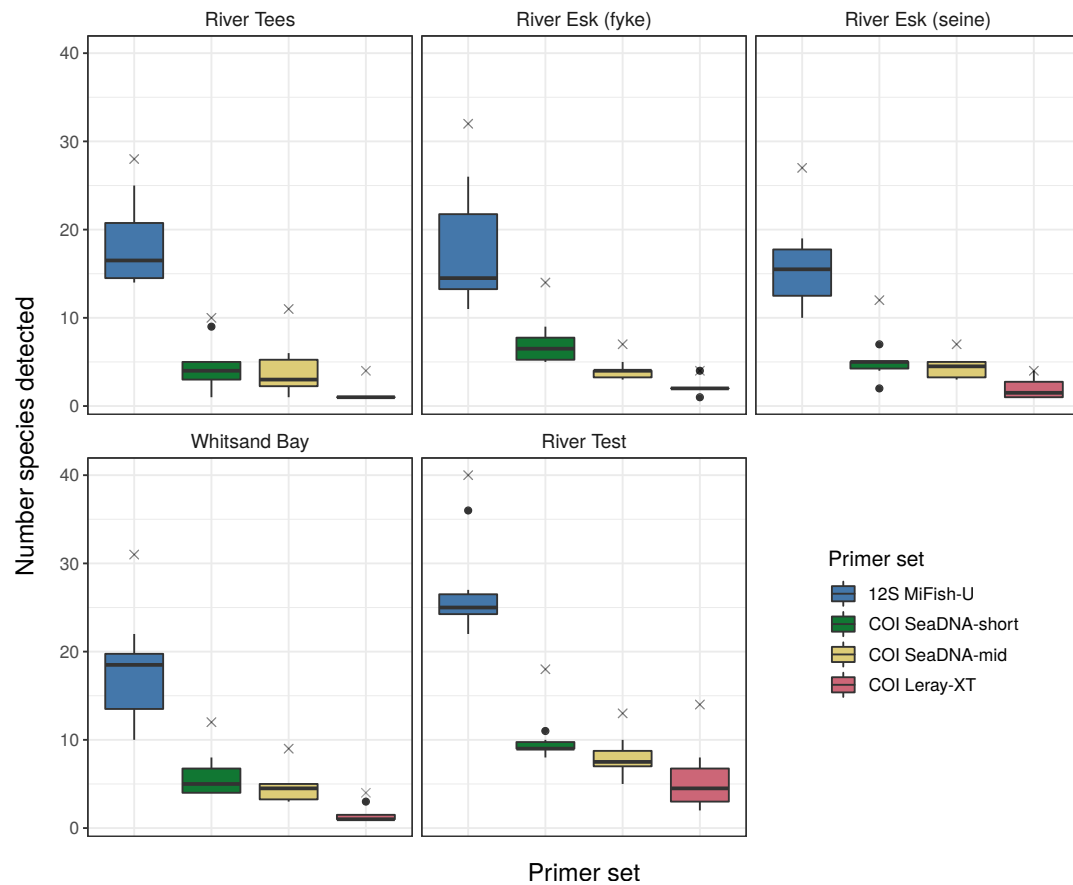 River Tees
River Esk (fyke)
River Esk (seine)
40
30
20
10
0
Whitsand Bay
River Test
40
30
20
10
0
Number species detected
Primer set
Primer set
12S MiFish-U
COI SeaDNA-short
COI SeaDNA-mid
COI Leray-XT